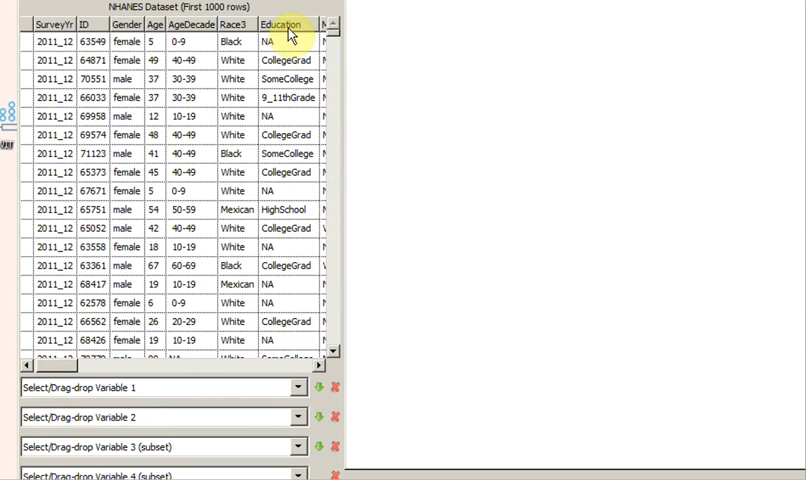 NHANES Dataset (First 1000 rows)
SurveyYr ID Gender Age AgeDecade Race3 Education
2011_12 63549 female 5 0-9 Black NA
2011_12 64871 female 49 40-49 White CollegeGrad
2011_12 70551 male 37 30-39 White SomeCollege
2011_12 66033 female 37 30-39 White 9_11thGrade
2011_12 69958 male 12 10-19 White NA
2011_12 69574 female 48 40-49 White CollegeGrad
2011_12 71123 male 41 40-49 Black SomeCollege
2011_12 65373 female 45 40-49 White CollegeGrad
2011_12 67671 female 5 0-9 White NA
2011_12 65751 male 54 50-59 Mexican HighSchool
2011_12 65052 male 42 40-49 White CollegeGrad
2011_12 63558 female 18 10-19 White NA
2011_12 63361 male 67 60-69 Black CollegeGrad
2011_12 68417 male 19 10-19 Mexican NA
2011_12 62578 female 6 0-9 White NA
2011_12 66562 female 26 20-29 White CollegeGrad
2011_12 68426 female 19 10-19 White NA
Select/Drag-drop Variable 1
Select/Drag-drop Variable 2
Select/Drag-drop Variable 3 (subset)
Select/Drag-drop Variable 4 (subset)